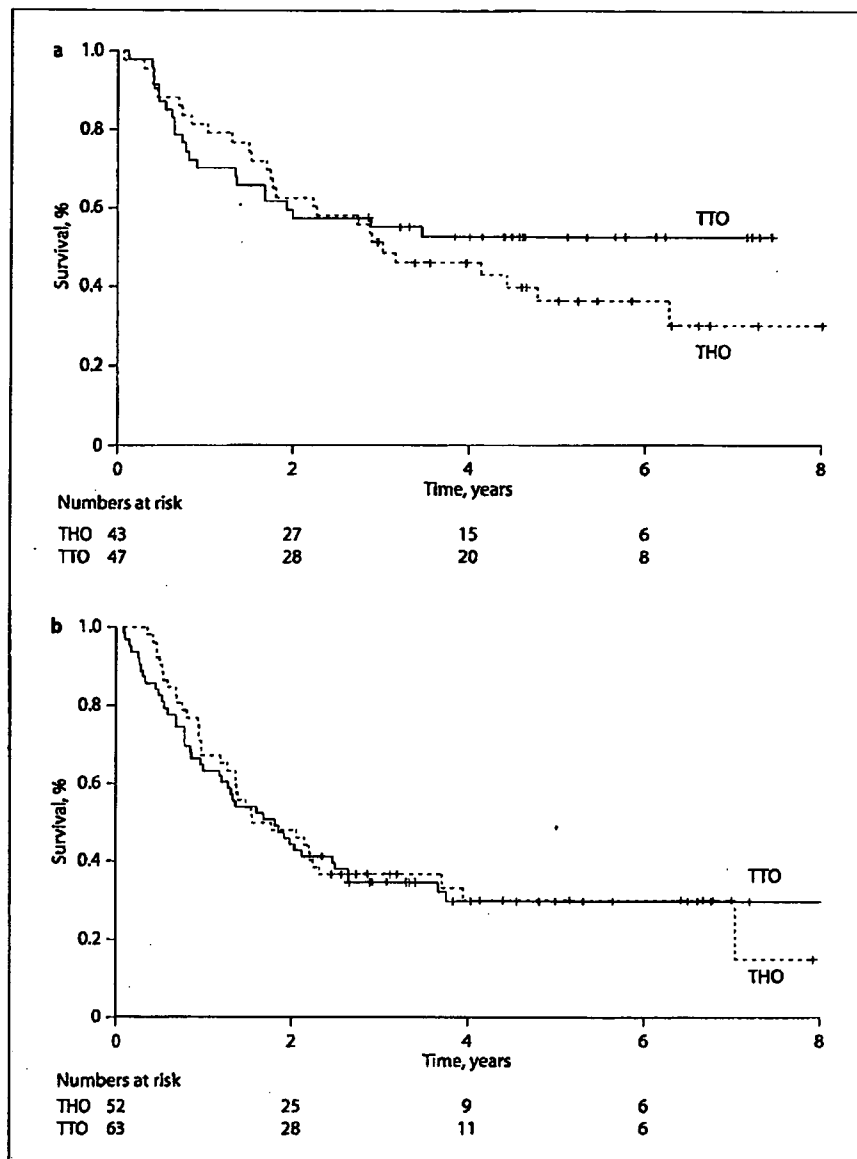 a
1.0
0.8
0.6
0.4
0.2
0
Survival, %
TTO
THO
0 2 4 6 8
Time, years
Numbers at risk
THO 43 27 15 6
TTO 47 28 20 8
b
1.0
0.8
0.6
0.4
0.2
0
Survival, %
TTO
THO
0 2 4 6 8
Time, years
Numbers at risk
THO 52 25 9 6
TTO 63 28 11 6